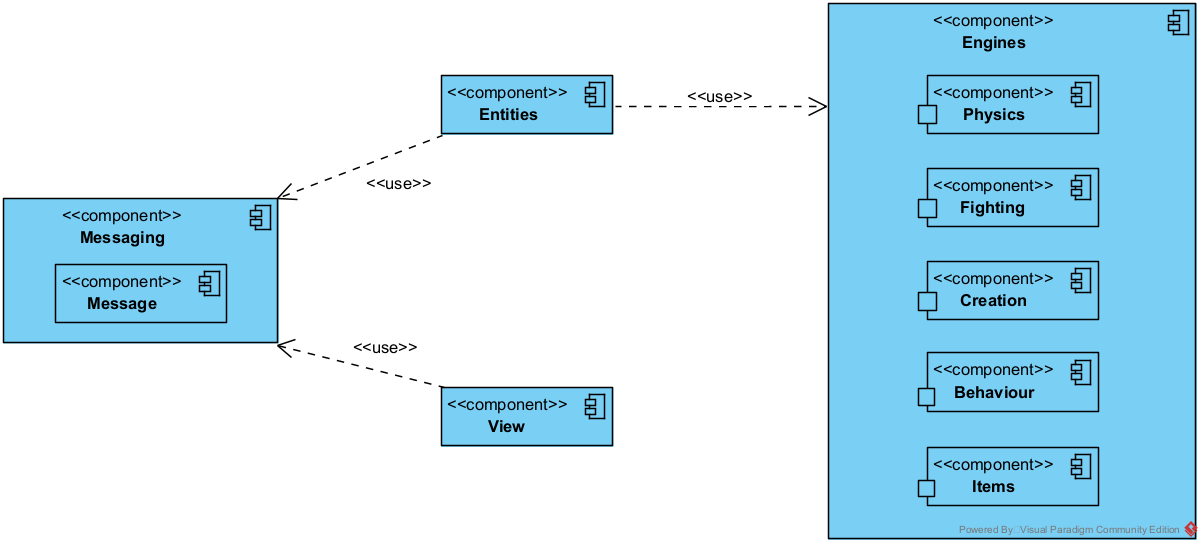 <<component>>
Engines
<<component>>
Physics
<<component>>
Fighting
<<component>>
Creation
<<component>>
Behaviour
<<component>>
Items
<<component>>
Entities
<<use>>
<<use>>
<<component>>
Messaging
<<component>>
Message
<<use>>
<<component>>
View
Powered By Visual Paradigm Community Edition